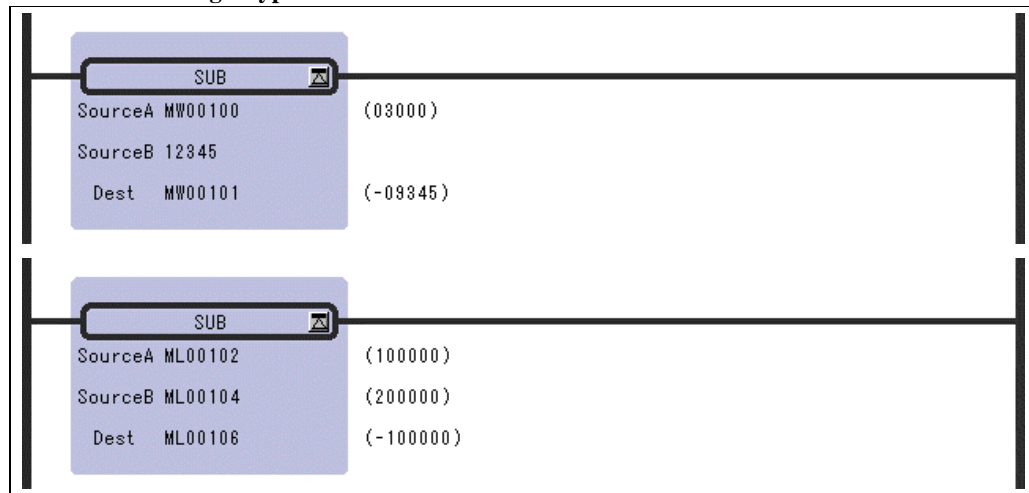 SUB
SourceA MW00100 (03000)
SourceB 12345
Dest MW00101 (-09345)
SUB
SourceA ML00102 (100000)
SourceB ML00104 (200000)
Dest ML00106 (-100000)